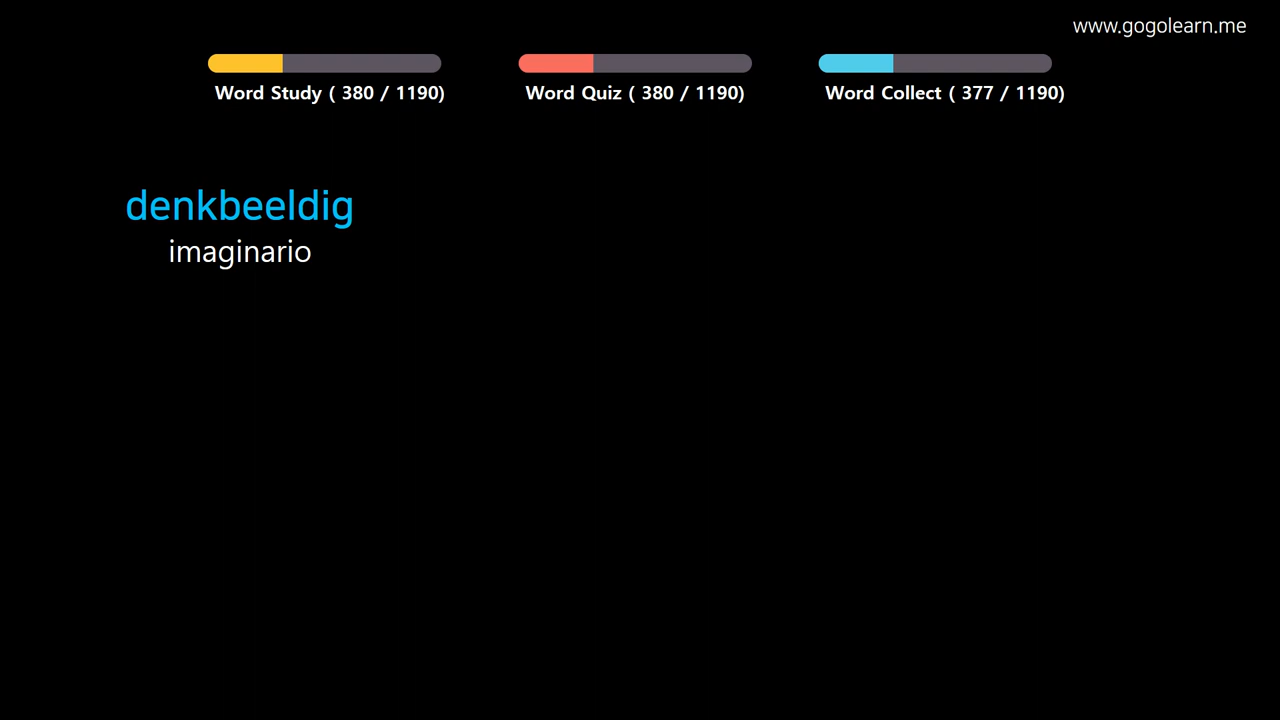 www.gogolearn.me
Word Study ( 380 / 1190)
Word Quiz ( 380 / 1190)
Word Collect ( 377 / 1190)
denkbeeldig
imaginario